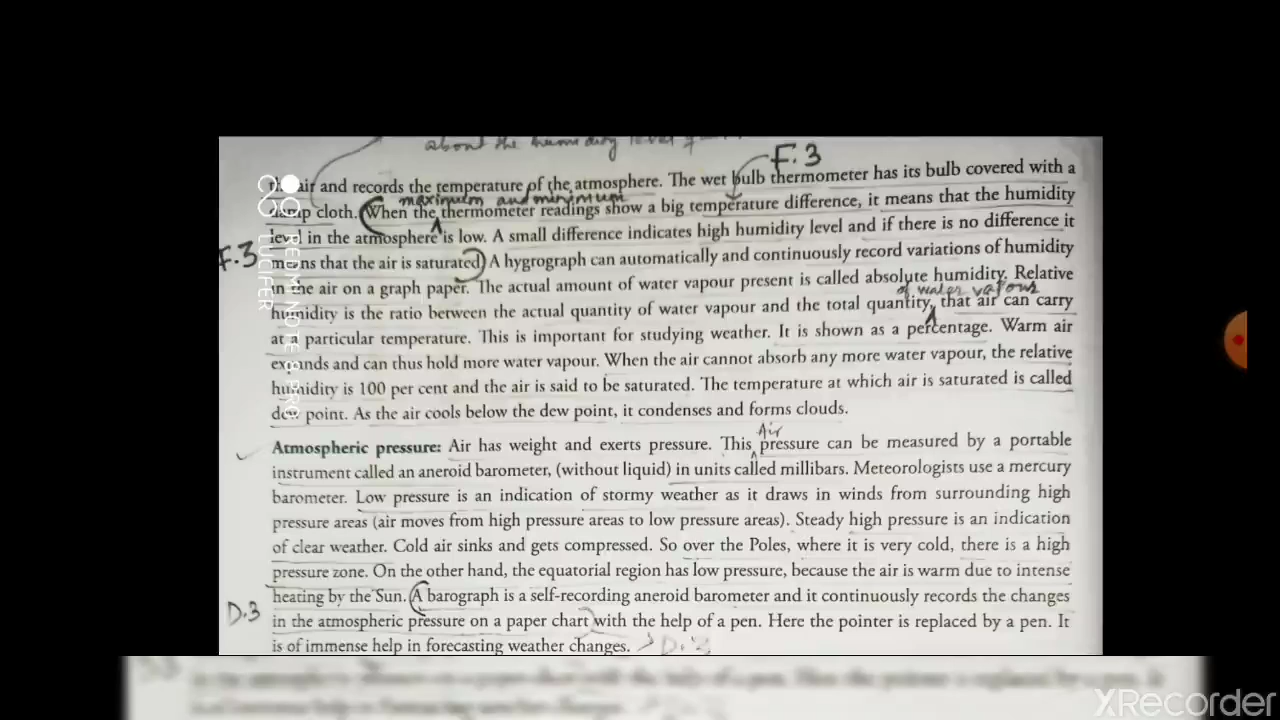 about the humidity level
F.3
air and records the temperature of the atmosphere. The wet bulb thermometer has its bulb covered with a
maximum and minimum
damp cloth. (When the thermometer readings show a big temperature difference, it means that the humidity
level in the atmosphere is low. A small difference indicates high humidity level and if there is no difference it
F.3
means that the air is saturated) A hygrograph can automatically and continuously record variations of humidity
in the air on a graph paper. The actual amount of water vapour present is called absolute humidity. Relative
of water vapour
humidity is the ratio between the actual quantity of water vapour and the total quantity, that air can carry
at a particular temperature. This is important for studying weather. It is shown as a percentage. Warm air
expands and can thus hold more water vapour. When the air cannot absorb any more water vapour, the relative
humidity is 100 per cent and the air is said to be saturated. The temperature at which air is saturated is called
dew point. As the air cools below the dew point, it condenses and forms clouds.
Air
Atmospheric pressure: Air has weight and exerts pressure. This pressure can be measured by a portable
instrument called an aneroid barometer, (without liquid) in units called millibars. Meteorologists use a mercury
barometer. Low pressure is an indication of stormy weather as it draws in winds from surrounding high
pressure areas (air moves from high pressure areas to low pressure areas). Steady high pressure is an indication
of clear weather. Cold air sinks and gets compressed. So over the Poles, where it is very cold, there is a high
pressure zone. On the other hand, the equatorial region has low pressure, because the air is warm due to intense
heating by the Sun. (A barograph is a self-recording aneroid barometer and it continuously records the changes
D.3
in the atmospheric pressure on a paper chart) with the help of a pen. Here the pointer is replaced by a pen. It
is of immense help in forecasting weather changes.
REDMI NOTE 8 PRO
LUCIFER
XRecorder